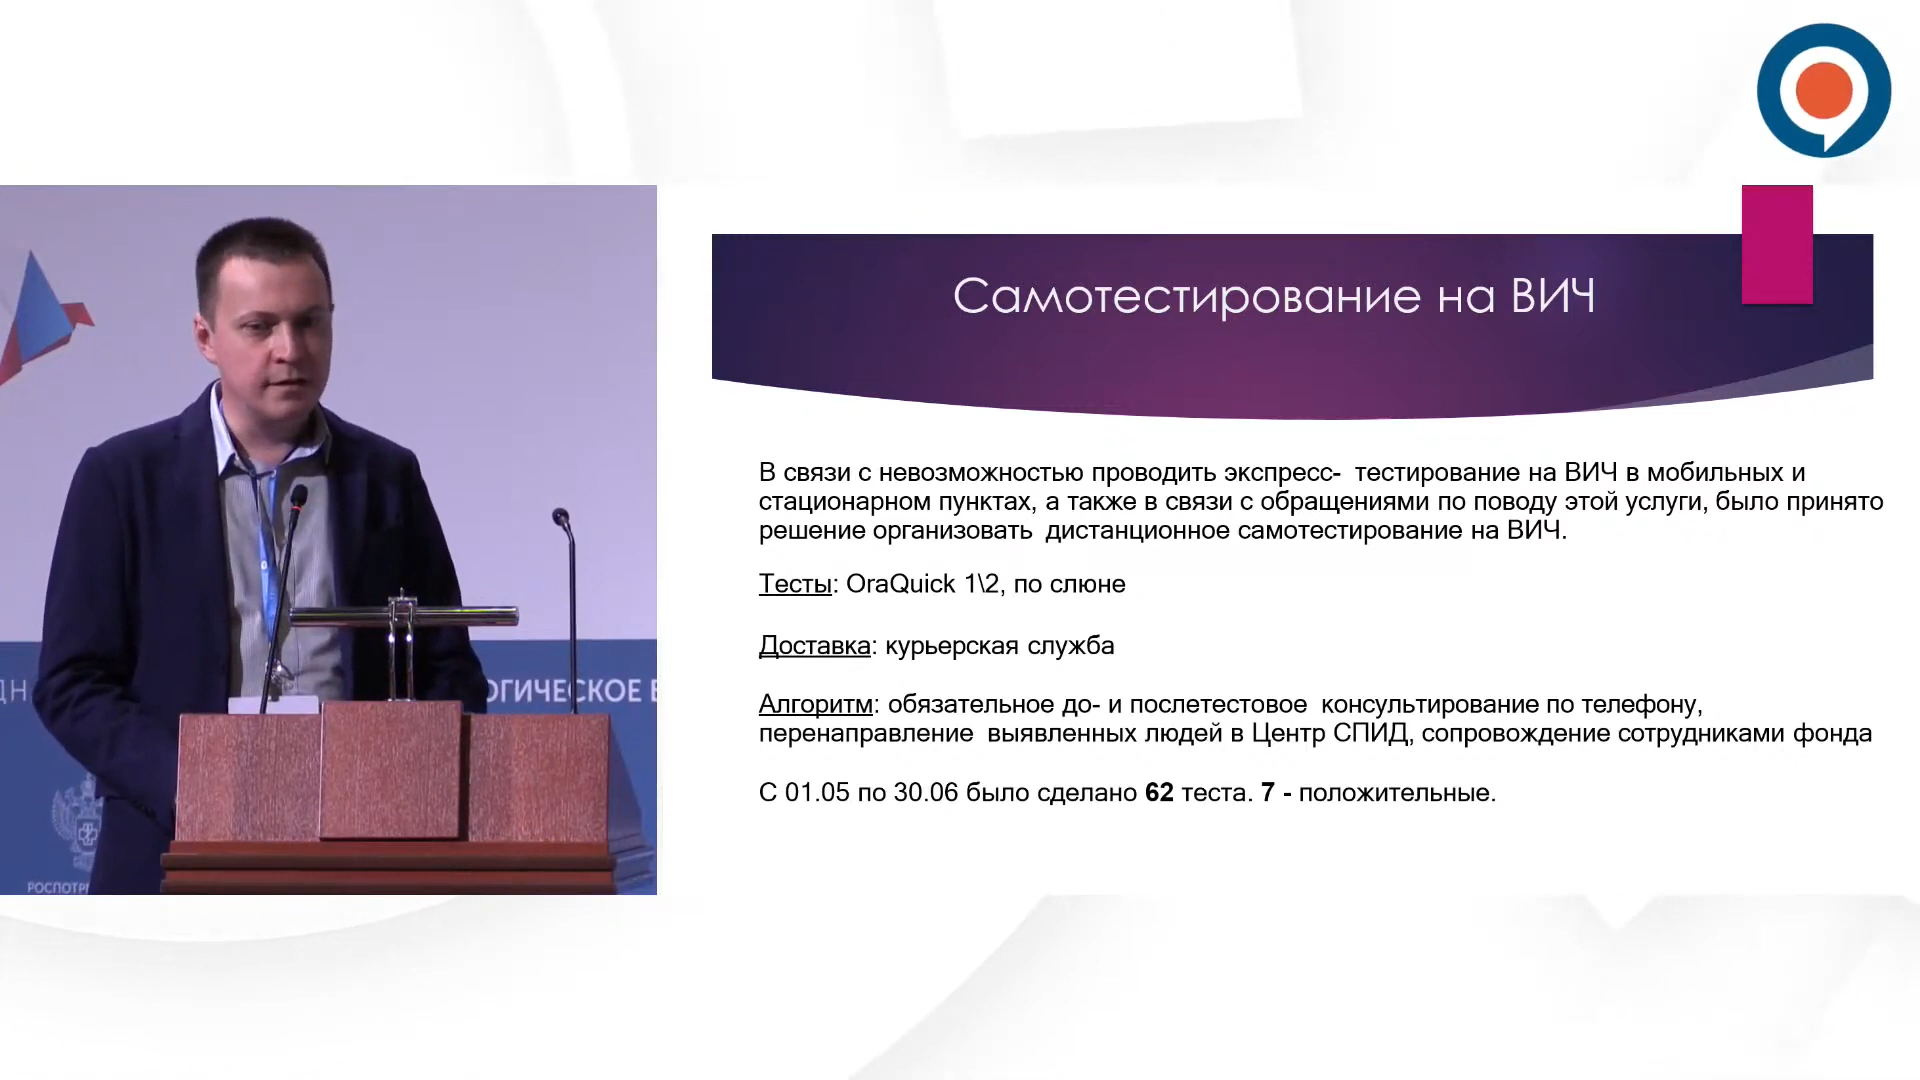 Самотестирование на ВИЧ
В связи с невозможностью проводить экспресс- тестирование на ВИЧ в мобильных и
стационарном пунктах, а также в связи с обращениями по поводу этой услуги, было принято
решение организовать дистанционное самотестирование на ВИЧ.
Тесты: OraQuick 1\2, по слюне
Доставка: курьерская служба
Алгоритм: обязательное до- и послетестовое консультирование по телефону,
перенаправление выявленных людей в Центр СПИД, сопровождение сотрудниками фонда
С 01.05 по 30.06 было сделано 62 теста. 7 - положительные.
ОГИЧЕСКОЕ
РОСПОТР